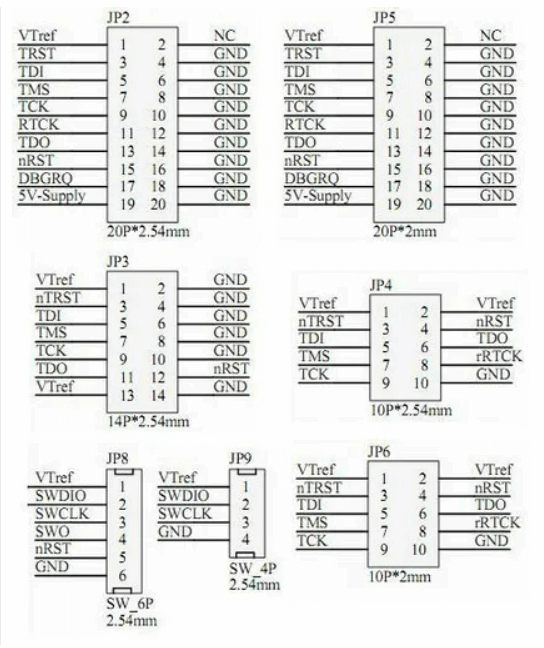 JP2
VTref 1 2 NC
TRST 3 4 GND
TDI 5 6 GND
TMS 7 8 GND
TCK 9 10 GND
RTCK 11 12 GND
TDO 13 14 GND
nRST 15 16 GND
DBGRQ 17 18 GND
5V-Supply 19 20 GND
20P*2.54mm
JP5
VTref 1 2 NC
TRST 3 4 GND
TDI 5 6 GND
TMS 7 8 GND
TCK 9 10 GND
RTCK 11 12 GND
TDO 13 14 GND
nRST 15 16 GND
DBGRQ 17 18 GND
5V-Supply 19 20 GND
20P*2mm
JP3
VTref 1 2 GND
nTRST 3 4 GND
TDI 5 6 GND
TMS 7 8 GND
TCK 9 10 GND
TDO 11 12 nRST
VTref 13 14 GND
14P*2.54mm
JP4
VTref 1 2 VTref
nTRST 3 4 nRST
TDI 5 6 TDO
TMS 7 8 rRTCK
TCK 9 10 GND
10P*2.54mm
JP8
VTref 1
SWDIO 2
SWCLK 3
SWO 4
nRST 5
GND 6
SW_6P
2.54mm
JP9
VTref 1
SWDIO 2
SWCLK 3
GND 4
SW_4P
2.54mm
JP6
VTref 1 2 VTref
nTRST 3 4 nRST
TDI 5 6 TDO
TMS 7 8 rRTCK
TCK 9 10 GND
10P*2mm